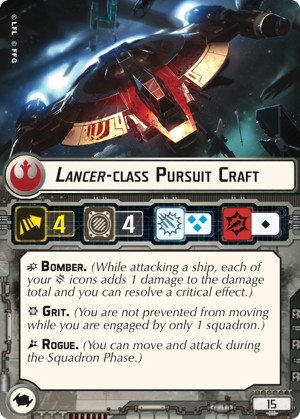 © LFL © FFG
LANCER-CLASS PURSUIT CRAFT
4 4
BOMBER. (While attacking a ship, each of
your icons adds 1 damage to the damage
total and you can resolve a critical effect.)
GRIT. (You are not prevented from moving
while you are engaged by only 1 squadron.)
ROGUE. (You can move and attack during
the Squadron Phase.)
15